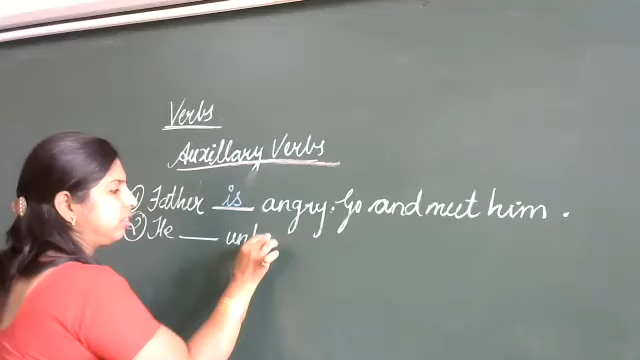 Verbs
Auxillary Verbs
① Father is angry. Go and meet him.
② He ___